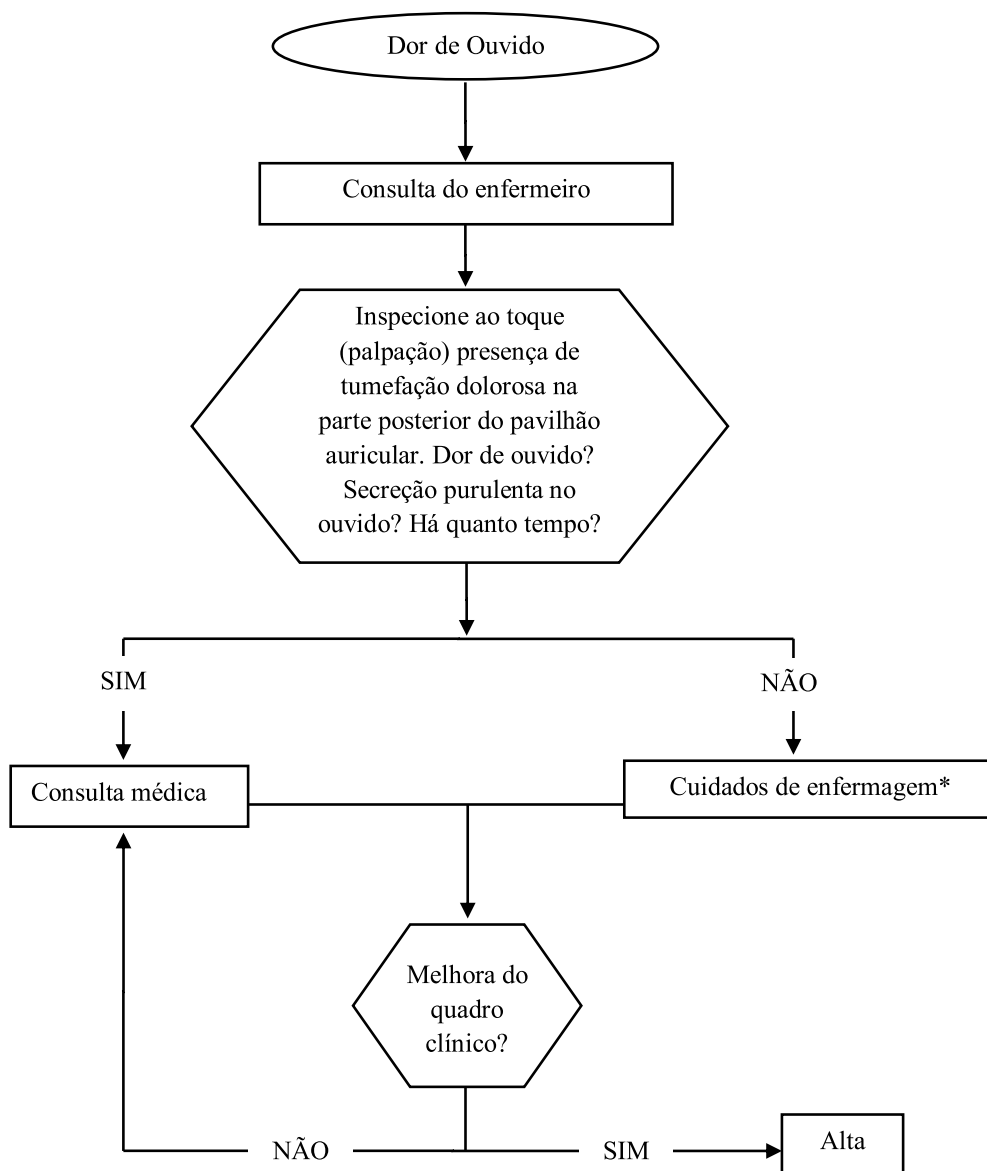 Dor de Ouvido
Consulta do enfermeiro
Inspecione ao toque
(palpação) presença de
tumefação dolorosa na
parte posterior do pavilhão
auricular. Dor de ouvido?
Secreção purulenta no
ouvido? Há quanto tempo?
SIM
NÃO
Consulta médica
Cuidados de enfermagem*
Melhora do
quadro
clínico?
NÃO
SIM
Alta